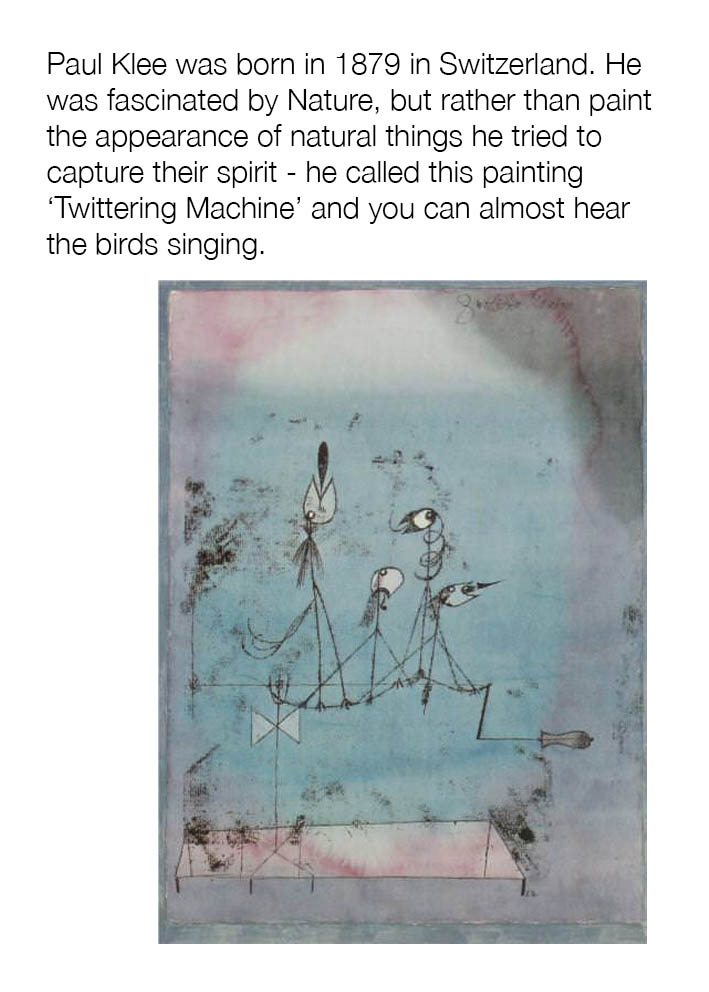 Paul Klee was born in 1879 in Switzerland. He
was fascinated by Nature, but rather than paint
the appearance of natural things he tried to
capture their spirit - he called this painting
‘Twittering Machine’ and you can almost hear
the birds singing.